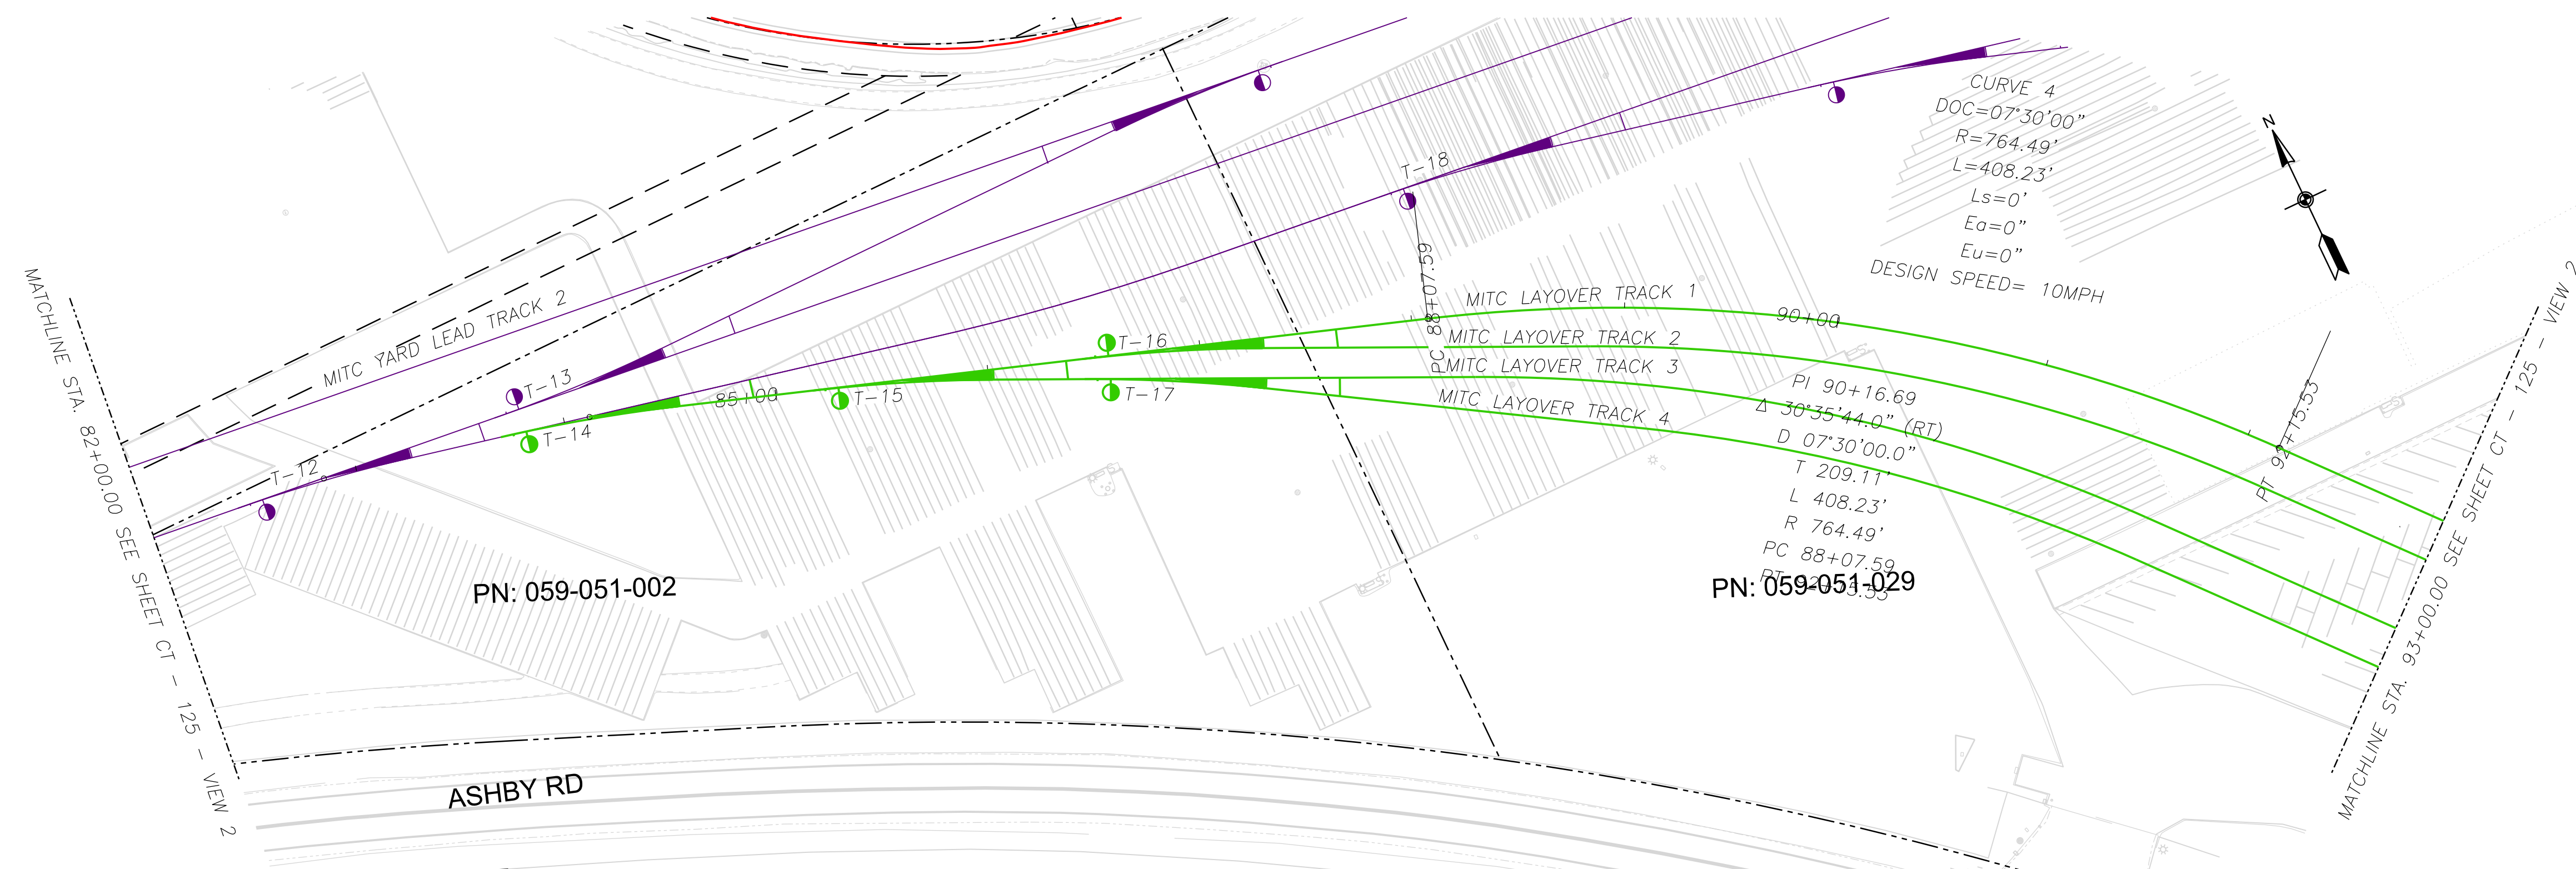 MATCHLINE STA. 82+00.00 SEE SHEET CT - 125 - VIEW 2
MITC YARD LEAD TRACK 2
T-12
T-13
T-14
85+00
T-15
T-16
T-17
T-18
PC 88+07.59
MITC LAYOVER TRACK 1
MITC LAYOVER TRACK 2
MITC LAYOVER TRACK 3
MITC LAYOVER TRACK 4
90+00
CURVE 4
DOC=07°30'00"
R=764.49'
L=408.23'
Ls=0'
Ea=0"
Eu=0"
DESIGN SPEED= 10MPH
N
PI 90+16.69
Δ 30°35'44.0" (RT)
D 07°30'00.0"
T 209.11'
L 408.23'
R 764.49'
PC 88+07.59
PT 92+15.53
PT 92+15.53
MATCHLINE STA. 93+00.00 SEE SHEET CT - 125 - VIEW 2
PN: 059-051-002
PN: 059-051-029
ASHBY RD